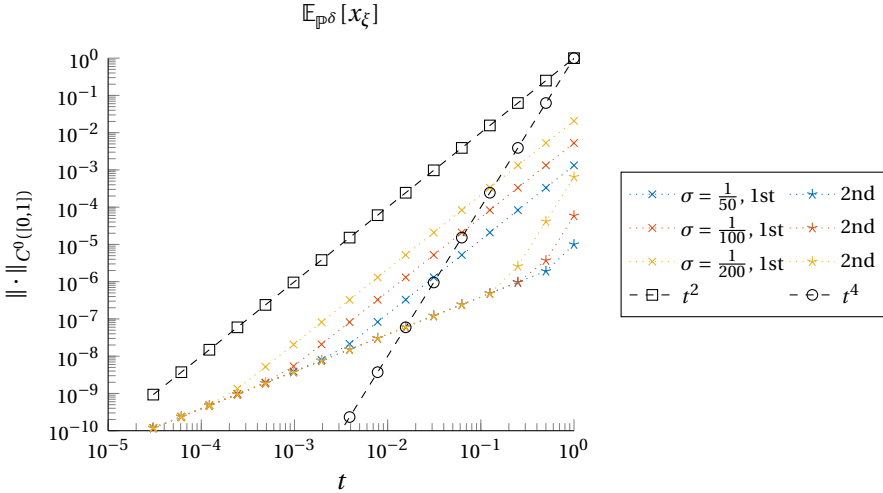 𝔼_{ℙ^δ}[x_ξ]
10^0
10^{-1}
10^{-2}
10^{-3}
10^{-4}
10^{-5}
10^{-6}
10^{-7}
10^{-8}
10^{-9}
10^{-10}
‖ · ‖_{C^0([0,1])}
10^{-5} 10^{-4} 10^{-3} 10^{-2} 10^{-1} 10^0
t
σ = 1/50, 1st 2nd
σ = 1/100, 1st 2nd
σ = 1/200, 1st 2nd
t^2 t^4